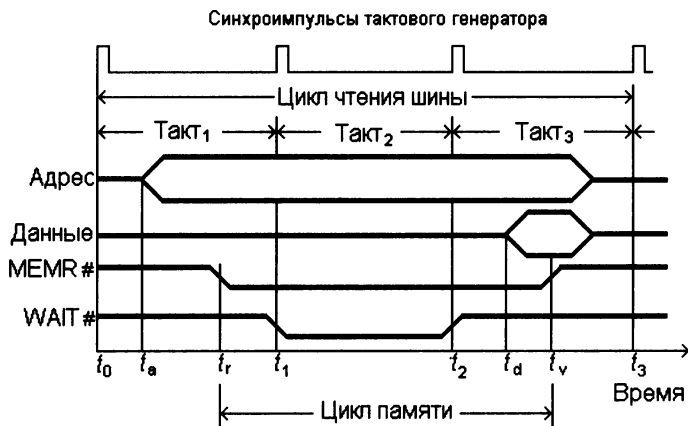 Синхроимпульсы тактового генератора
Цикл чтения шины
Такт₁ Такт₂ Такт₃
Адрес
Данные
MEMR #
WAIT #
t₀ tₐ tᵣ t₁ t₂ t_d tᵥ t₃
Время
Цикл памяти